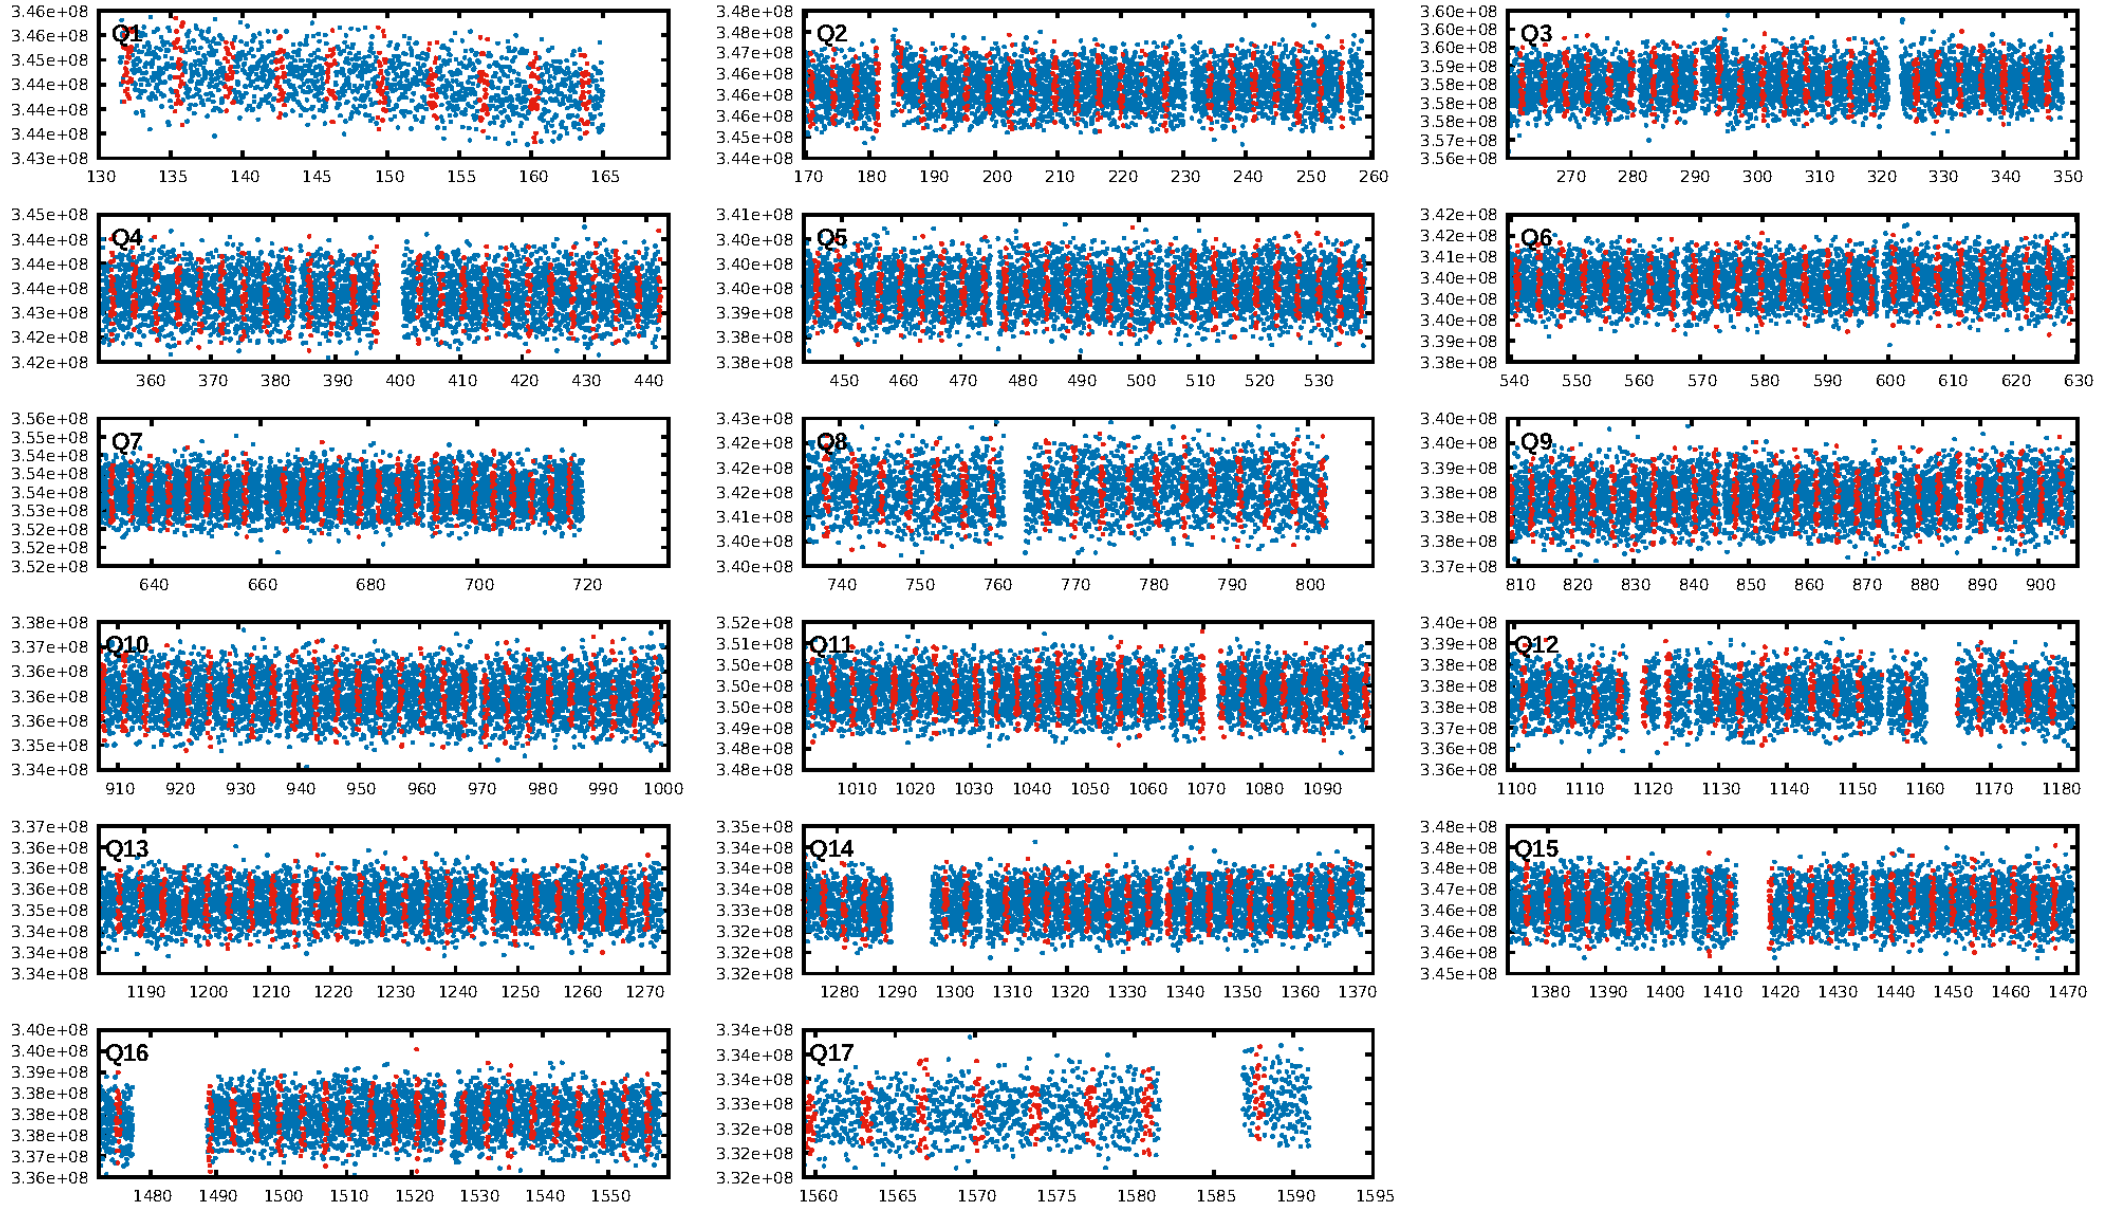 3.46e+08 3.46e+08 3.45e+08 3.44e+08 3.44e+08 3.44e+08 3.43e+08
Q1
130 135 140 145 150 155 160 165
3.48e+08 3.48e+08 3.47e+08 3.46e+08 3.46e+08 3.46e+08 3.45e+08 3.44e+08
Q2
170 180 190 200 210 220 230 240 250 260
3.60e+08 3.60e+08 3.59e+08 3.59e+08 3.58e+08 3.58e+08 3.58e+08 3.57e+08 3.56e+08
Q3
270 280 290 300 310 320 330 340 350
3.45e+08 3.44e+08 3.44e+08 3.44e+08 3.43e+08 3.42e+08 3.42e+08
Q4
360 370 380 390 400 410 420 430 440
3.41e+08 3.40e+08 3.40e+08 3.40e+08 3.39e+08 3.38e+08 3.38e+08
Q5
450 460 470 480 490 500 510 520 530
3.42e+08 3.42e+08 3.41e+08 3.40e+08 3.40e+08 3.40e+08 3.39e+08 3.38e+08
Q6
540 550 560 570 580 590 600 610 620 630
3.56e+08 3.55e+08 3.54e+08 3.54e+08 3.54e+08 3.53e+08 3.52e+08 3.52e+08 3.52e+08
Q7
640 660 680 700 720
3.43e+08 3.42e+08 3.42e+08 3.42e+08 3.41e+08 3.40e+08 3.40e+08
Q8
740 750 760 770 780 790 800
3.40e+08 3.40e+08 3.39e+08 3.38e+08 3.38e+08 3.38e+08 3.37e+08
Q9
810 820 830 840 850 860 870 880 890 900
3.38e+08 3.37e+08 3.36e+08 3.36e+08 3.36e+08 3.35e+08 3.34e+08
Q10
910 920 930 940 950 960 970 980 990 1000
3.52e+08 3.51e+08 3.50e+08 3.50e+08 3.50e+08 3.49e+08 3.48e+08 3.48e+08
Q11
1010 1020 1030 1040 1050 1060 1070 1080 1090
3.40e+08 3.39e+08 3.38e+08 3.38e+08 3.38e+08 3.37e+08 3.36e+08 3.36e+08
Q12
1100 1110 1120 1130 1140 1150 1160 1170 1180
3.37e+08 3.36e+08 3.36e+08 3.36e+08 3.35e+08 3.34e+08 3.34e+08 3.34e+08
Q13
1190 1200 1210 1220 1230 1240 1250 1260 1270
3.35e+08 3.34e+08 3.34e+08 3.34e+08 3.33e+08 3.32e+08 3.32e+08 3.32e+08
Q14
1280 1290 1300 1310 1320 1330 1340 1350 1360 1370
3.48e+08 3.48e+08 3.48e+08 3.47e+08 3.46e+08 3.46e+08 3.46e+08 3.45e+08
Q15
1380 1390 1400 1410 1420 1430 1440 1450 1460 1470
3.40e+08 3.40e+08 3.39e+08 3.38e+08 3.38e+08 3.38e+08 3.37e+08 3.36e+08
Q16
1480 1490 1500 1510 1520 1530 1540 1550
3.34e+08 3.34e+08 3.34e+08 3.33e+08 3.32e+08 3.32e+08 3.32e+08
Q17
1560 1565 1570 1575 1580 1585 1590 1595